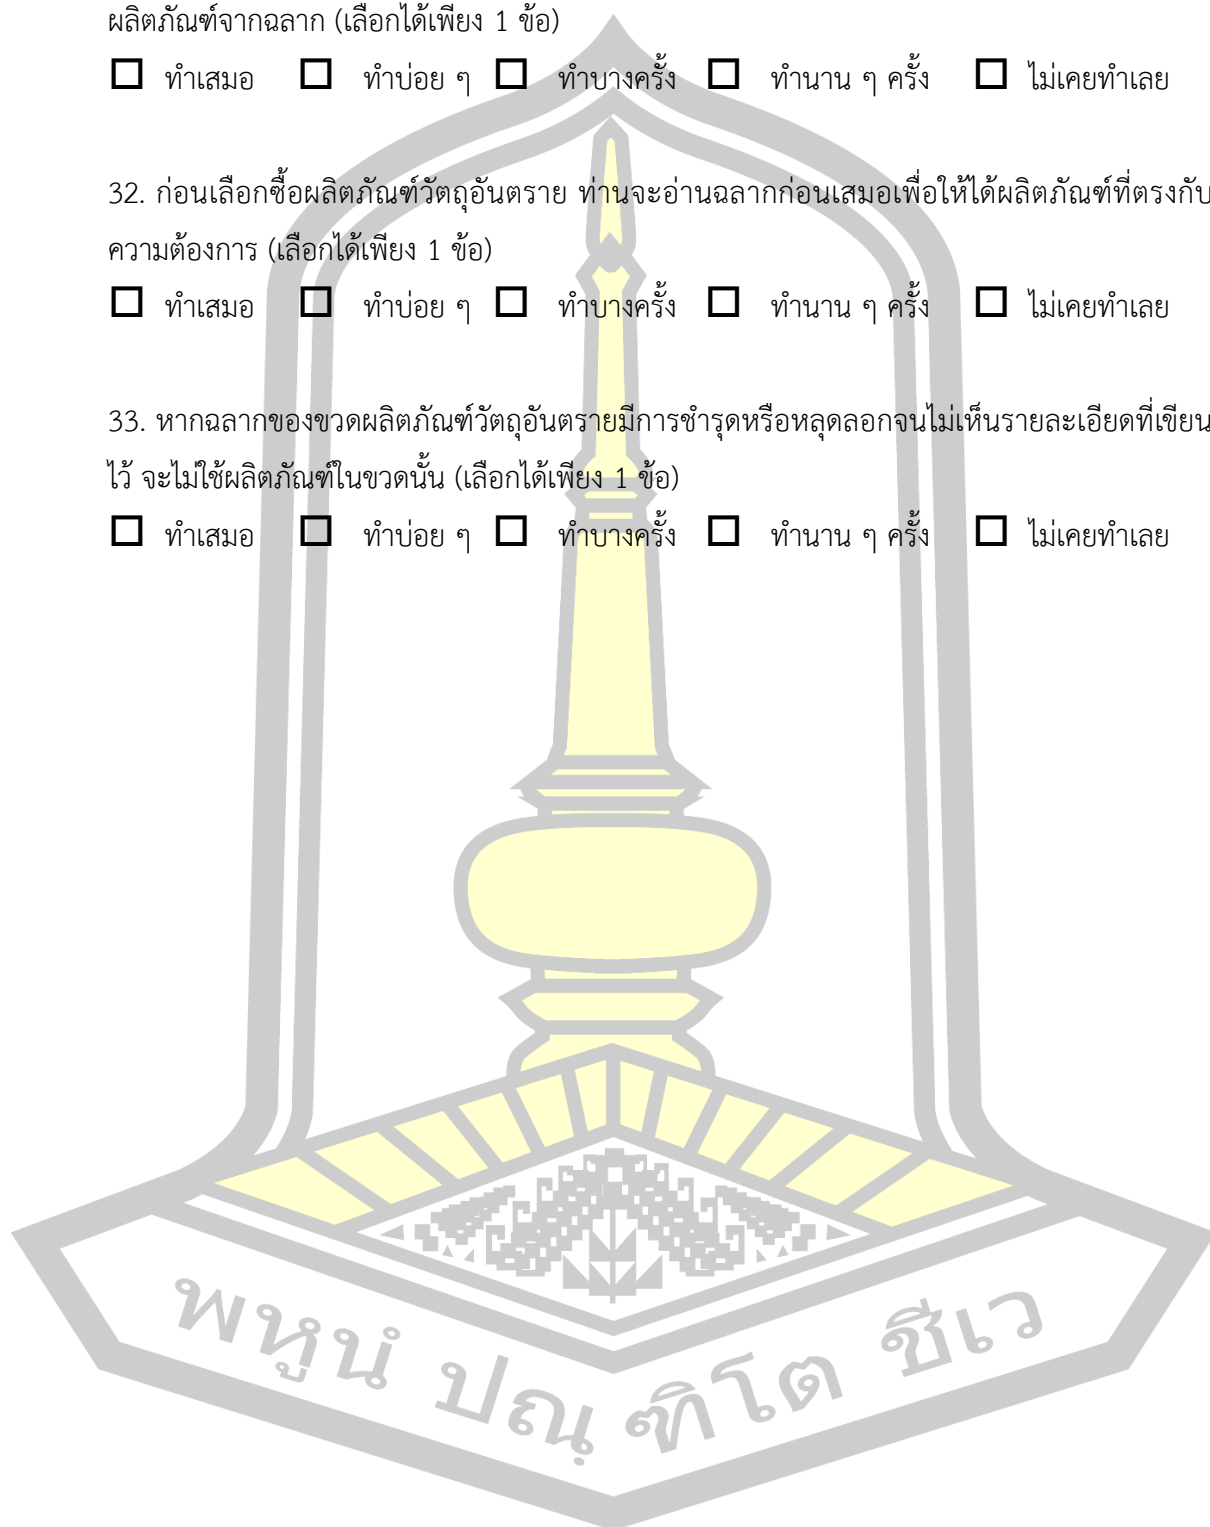 ผลิตภัณฑ์จากฉลาก (เลือกได้เพียง 1 ข้อ)
☐ ทำเสมอ ☐ ทำบ่อย ๆ ☐ ทำบางครั้ง ☐ ทำนาน ๆ ครั้ง ☐ ไม่เคยทำเลย
32. ก่อนเลือกซื้อผลิตภัณฑ์วัตถุอันตราย ท่านจะอ่านฉลากก่อนเสมอเพื่อให้ได้ผลิตภัณฑ์ที่ตรงกับ
ความต้องการ (เลือกได้เพียง 1 ข้อ)
☐ ทำเสมอ ☐ ทำบ่อย ๆ ☐ ทำบางครั้ง ☐ ทำนาน ๆ ครั้ง ☐ ไม่เคยทำเลย
33. หากฉลากของขวดผลิตภัณฑ์วัตถุอันตรายมีการชำรุดหรือหลุดลอกจนไม่เห็นรายละเอียดที่เขียน
ไว้ จะไม่ใช้ผลิตภัณฑ์ในขวดนั้น (เลือกได้เพียง 1 ข้อ)
☐ ทำเสมอ ☐ ทำบ่อย ๆ ☐ ทำบางครั้ง ☐ ทำนาน ๆ ครั้ง ☐ ไม่เคยทำเลย
พหูนํ ปณฺ ฑิโต ชีเว